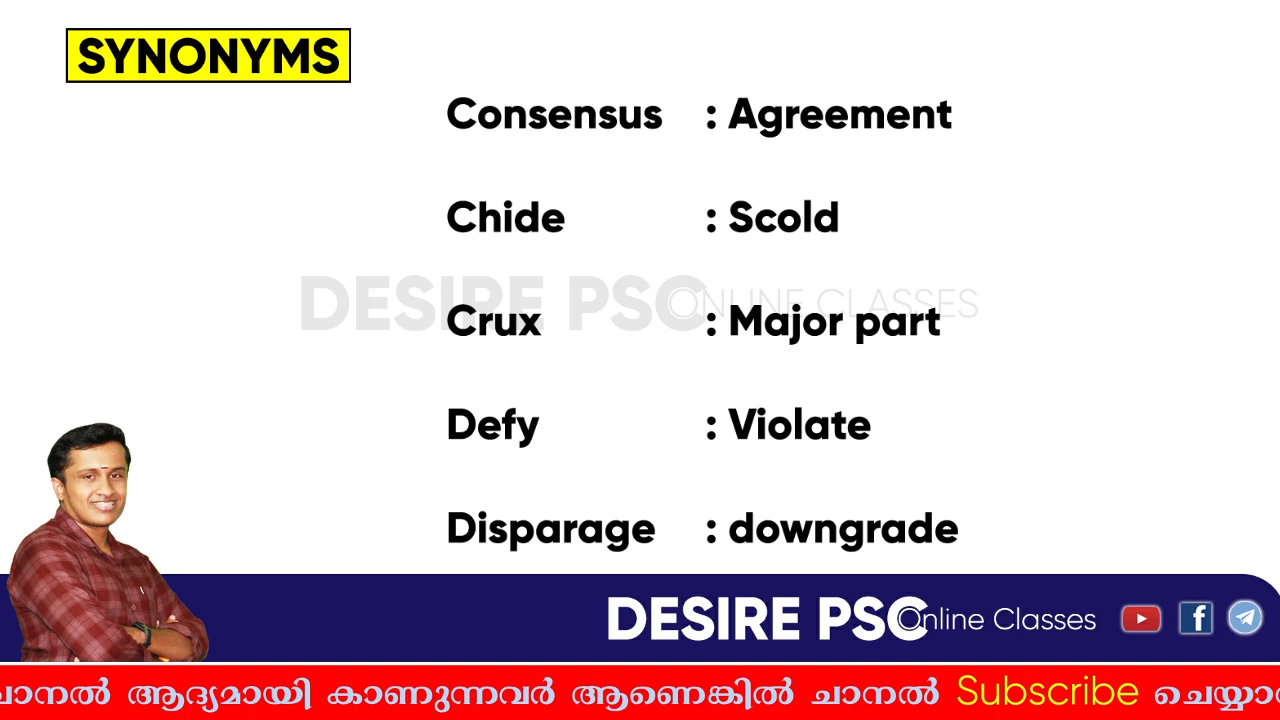 SYNONYMS
Consensus : Agreement
Chide : Scold
DESIRE PSC ONLINE CLASSES
Crux : Major part
Defy : Violate
Disparage : downgrade
DESIRE PSC Online Classes
ആദ്യമായി കാണുന്നവർ ആണെങ്കിൽ ചാനൽ Subscribe